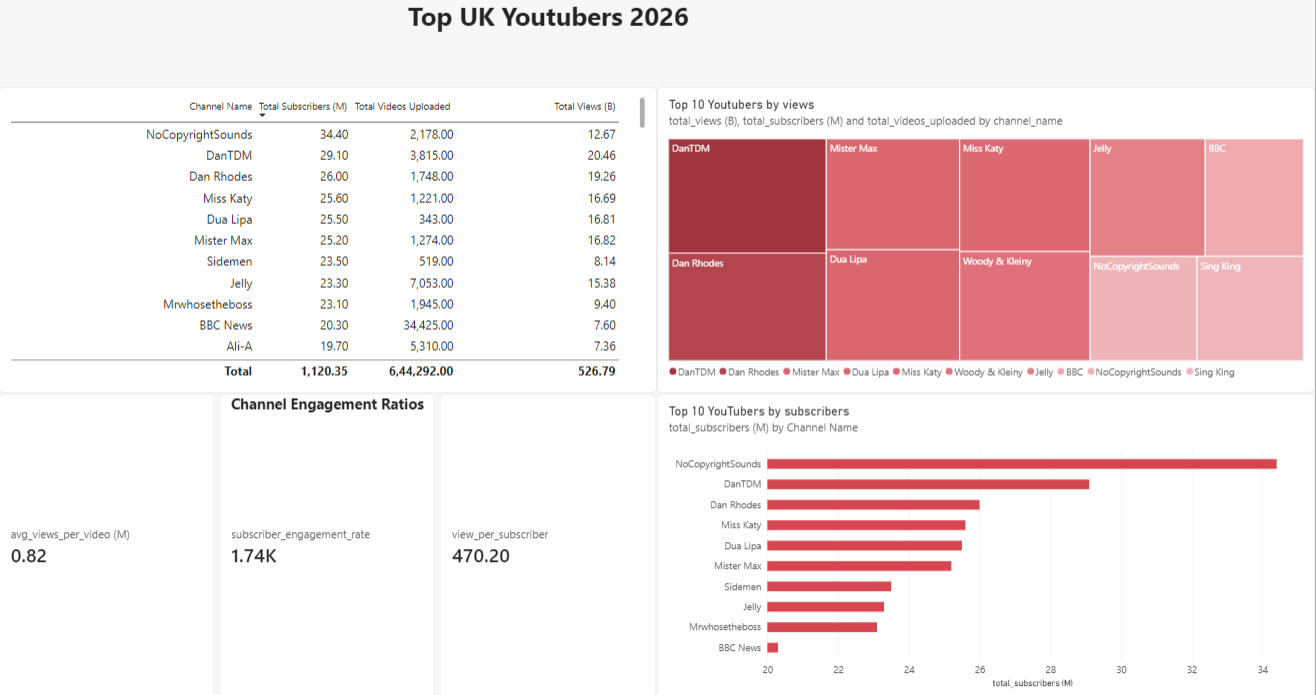 Top UK Youtubers 2026
Channel Name Total Subscribers (M) Total Videos Uploaded Total Views (B)
NoCopyrightSounds 34.40 2,178.00 12.67
DanTDM 29.10 3,815.00 20.46
Dan Rhodes 26.00 1,748.00 19.26
Miss Katy 25.60 1,221.00 16.69
Dua Lipa 25.50 343.00 16.81
Mister Max 25.20 1,274.00 16.82
Sidemen 23.50 519.00 8.14
Jelly 23.30 7,053.00 15.38
Mrwhosetheboss 23.10 1,945.00 9.40
BBC News 20.30 34,425.00 7.60
Ali-A 19.70 5,310.00 7.36
Total 1,120.35 6,44,292.00 526.79
Top 10 Youtubers by views
total_views (B), total_subscribers (M) and total_videos_uploaded by channel_name
DanTDM Mister Max Miss Katy Jelly BBC
Dan Rhodes Dua Lipa Woody & Kleiny NoCopyrightSounds Sing King
DanTDM Dan Rhodes Mister Max Dua Lipa Miss Katy Woody & Kleiny Jelly BBC NoCopyrightSounds Sing King
Channel Engagement Ratios
avg_views_per_video (M) subscriber_engagement_rate view_per_subscriber
0.82 1.74K 470.20
Top 10 YouTubers by subscribers
total_subscribers (M) by Channel Name
NoCopyrightSounds
DanTDM
Dan Rhodes
Miss Katy
Dua Lipa
Mister Max
Sidemen
Jelly
Mrwhosetheboss
BBC News
20 22 24 26 28 30 32 34
total_subscribers (M)